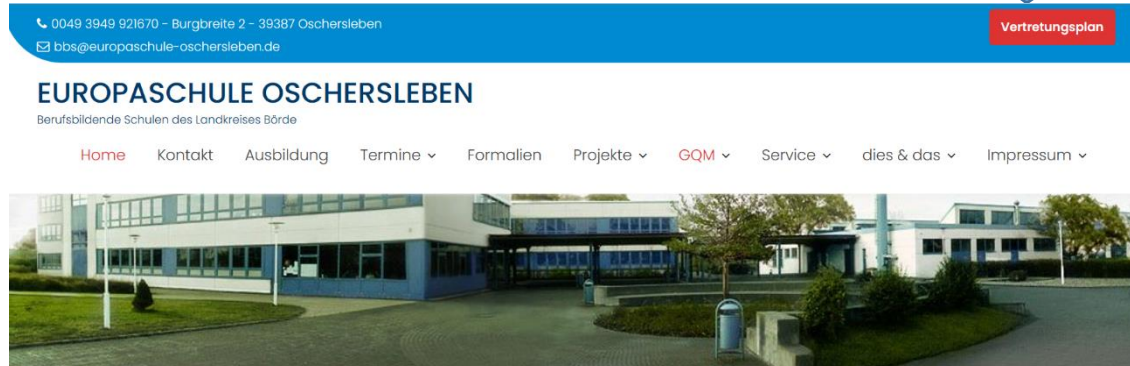 0049 3949 921670 - Burgbreite 2 - 39387 Oschersleben
Vertretungsplan
bbs@europaschule-oschersleben.de
EUROPASCHULE OSCHERSLEBEN
Berufsbildende Schulen des Landkreises Börde
Home Kontakt Ausbildung Termine Formalien Projekte GQM Service dies & das Impressum